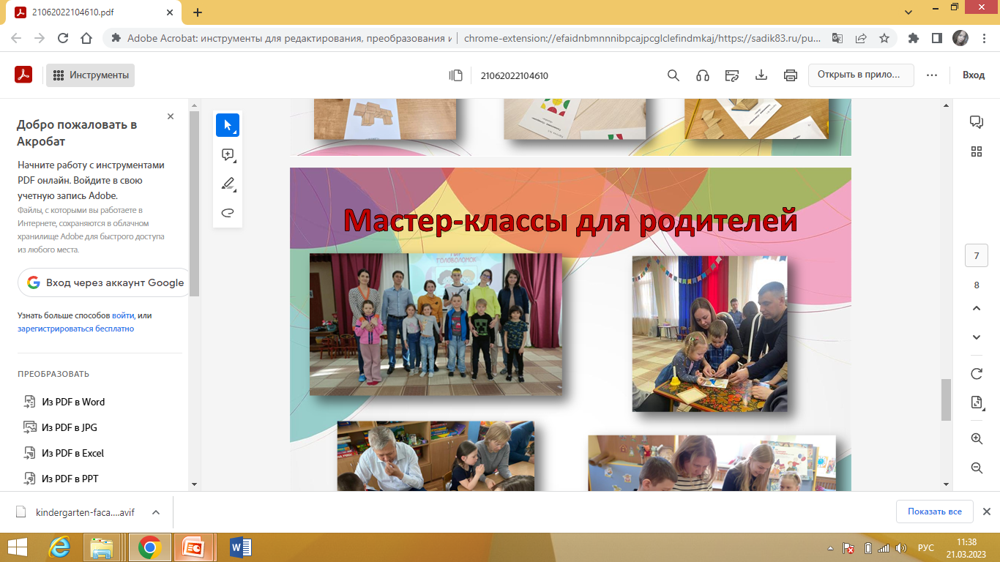 21062022104610.pdf
Adobe Acrobat: инструменты для редактирования, преобразования и
chrome-extension://efaidnbmnnnibpcajpcglclefindmkaj/https://sadik83.ru/pu...
Инструменты
21062022104610
Открыть в прило...
Вход
Добро пожаловать в
Акробат
Начните работу с инструментами
PDF онлайн. Войдите в свою
учетную запись Adobe.
Файлы, с которыми вы работаете в
Интернете, сохраняются в облачном
хранилище Adobe для быстрого доступа
из любого места.
Вход через аккаунт Google
Узнать больше способов войти, или
зарегистрироваться бесплатно
ПРЕОБРАЗОВАТЬ
Из PDF в Word
Из PDF в JPG
Из PDF в Excel
Из PDF в PPT
Мастер-классы для родителей
ГОЛОВОЛОМОК
7
8
kindergarten-faca....avif
Показать все
РУС
11:38
21.03.2023